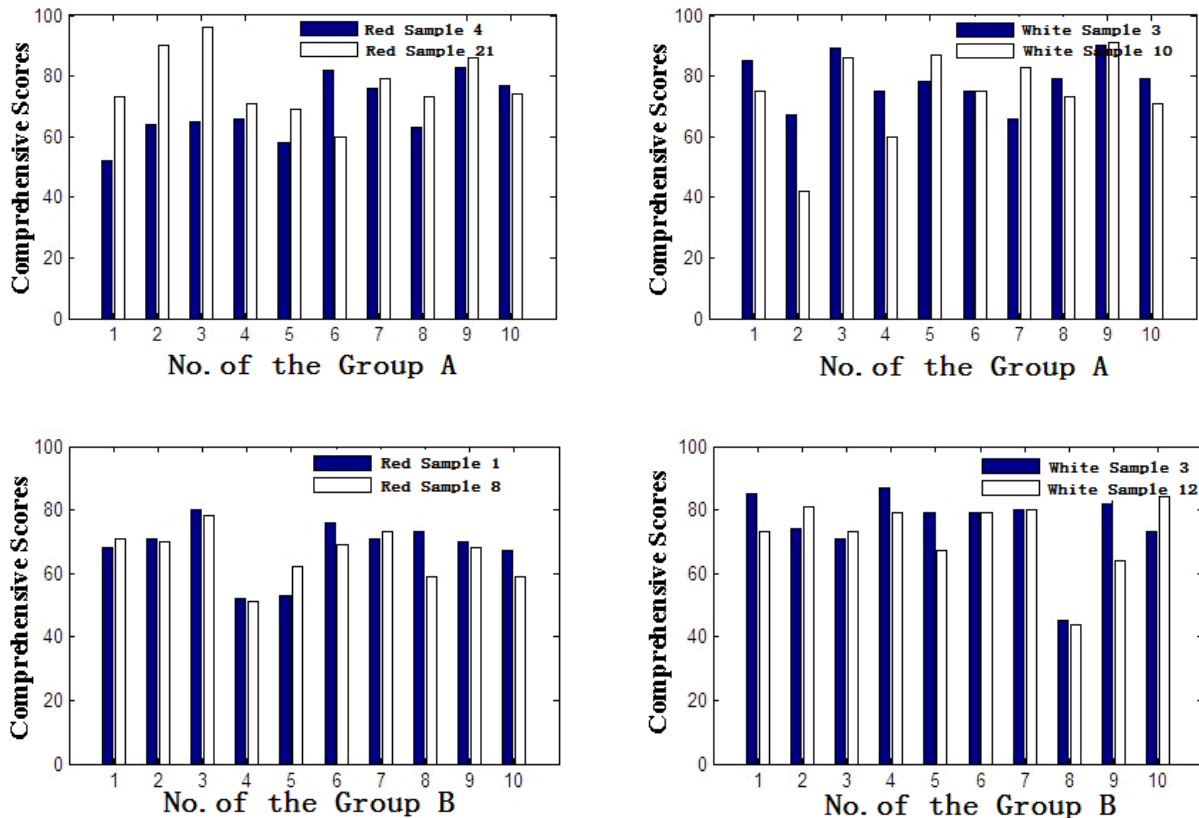 100
80
60
40
20
0
Comprehensive Scores
Red Sample 4
Red Sample 21
1 2 3 4 5 6 7 8 9 10
No.of the Group A
100
80
60
40
20
0
Comprehensive Scores
White Sample 3
White Sample 10
1 2 3 4 5 6 7 8 9 10
No.of the Group A
100
80
60
40
20
0
Comprehensive Scores
Red Sample 1
Red Sample 8
1 2 3 4 5 6 7 8 9 10
No.of the Group B
100
80
60
40
20
0
Comprehensive Scores
White Sample 3
White Sample 12
1 2 3 4 5 6 7 8 9 10
No.of the Group B